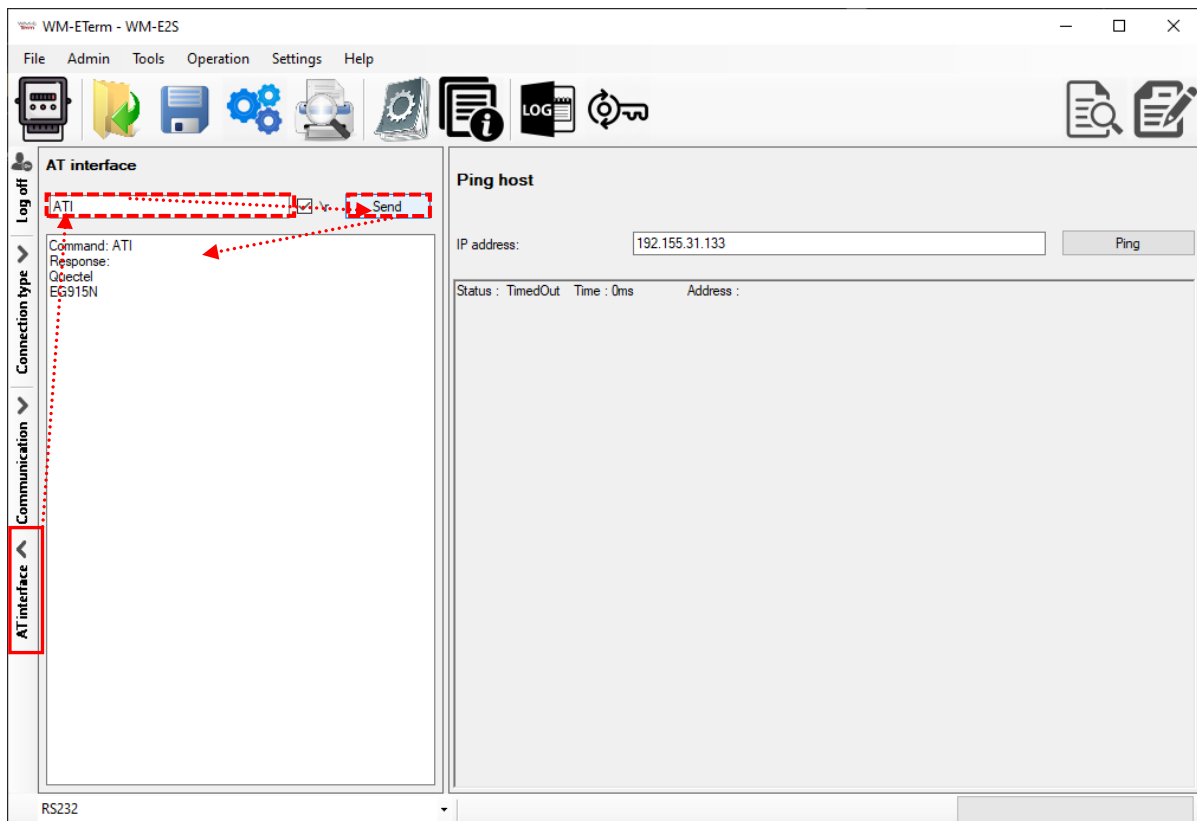 WM-ETerm - WM-E2S
File Admin Tools Operation Settings Help
LOG
Log off
Connection type
Communication
AT interface
AT interface
ATI
\r
Send
Command: ATI
Response:
Quectel
EG915N
Ping host
IP address:
192.155.31.133
Ping
Status : TimedOut Time : 0ms Address :
RS232